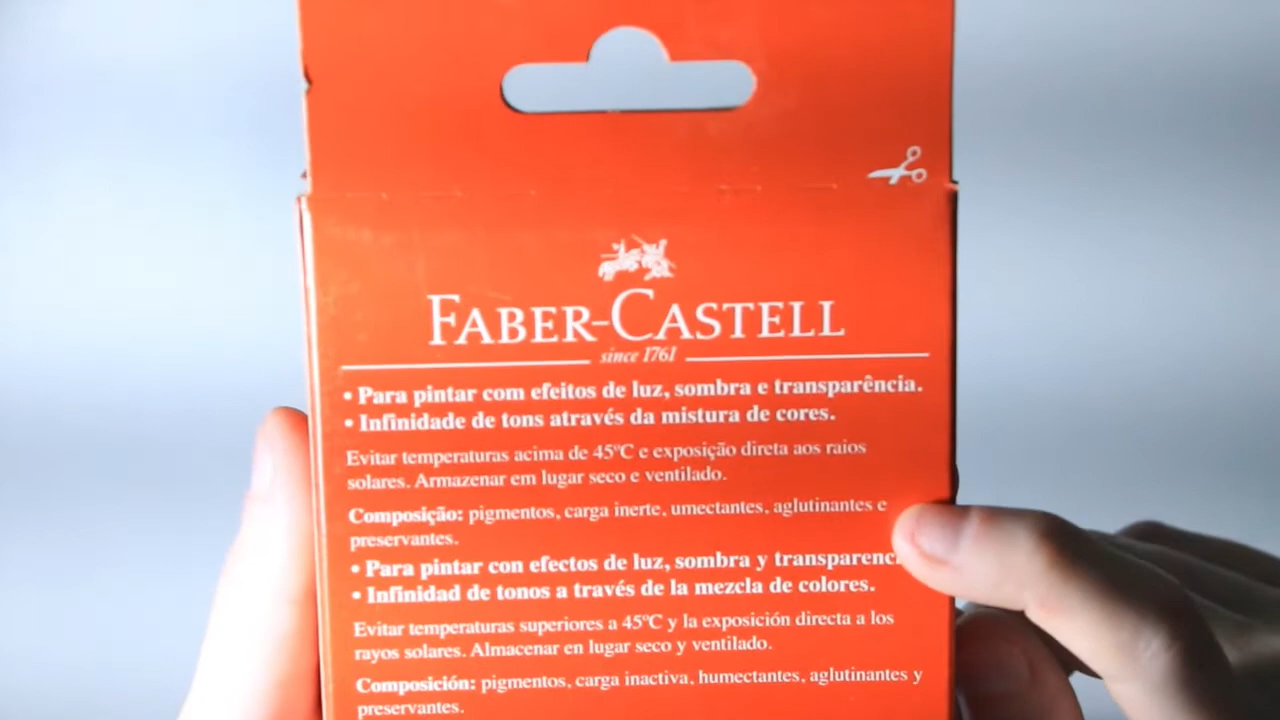 FABER-CASTELL
since 1761
• Para pintar com efeitos de luz, sombra e transparência.
• Infinidade de tons através da mistura de cores.
Evitar temperaturas acima de 45ºC e exposição direta aos raios
solares. Armazenar em lugar seco e ventilado.
Composição: pigmentos, carga inerte, umectantes, aglutinantes e
preservantes.
• Para pintar con efectos de luz, sombra y
• Infinidad de tonos a través de la mezcla de colores.
Evitar temperaturas superiores a 45ºC y la exposición directa a los
rayos solares. Almacenar en lugar seco y ventilado.
Composición: pigmentos, carga inactiva, humectantes, aglutinantes y
preservantes.